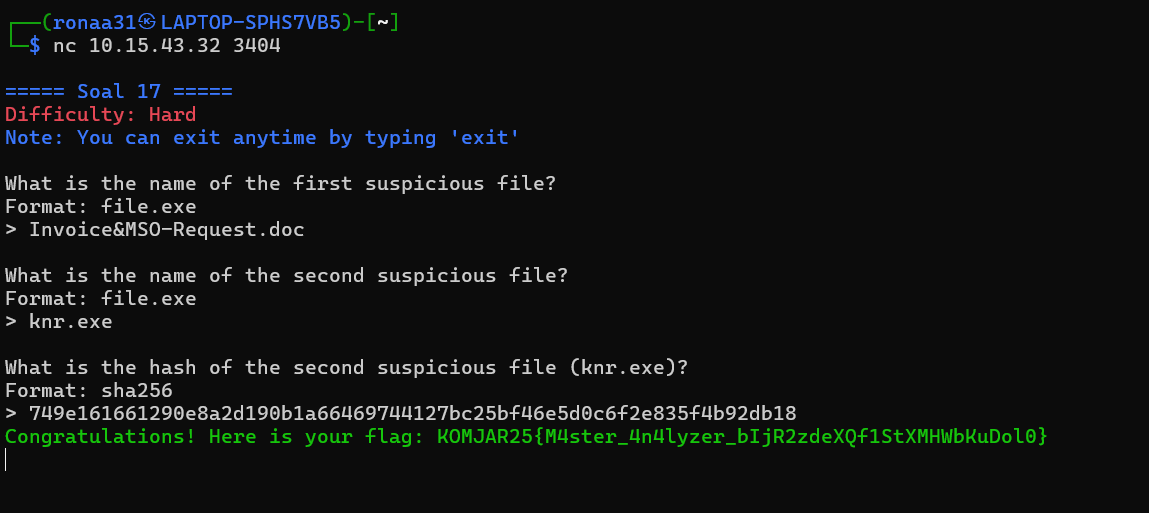 ┌──(ronaa31㉿LAPTOP-SPHS7VB5)-[~]
└─$ nc 10.15.43.32 3404
===== Soal 17 =====
Difficulty: Hard
Note: You can exit anytime by typing 'exit'
What is the name of the first suspicious file?
Format: file.exe
> Invoice&MSO-Request.doc
What is the name of the second suspicious file?
Format: file.exe
> knr.exe
What is the hash of the second suspicious file (knr.exe)?
Format: sha256
> 749e161661290e8a2d190b1a66469744127bc25bf46e5d0c6f2e835f4b92db18
Congratulations! Here is your flag: KOMJAR25{M4ster_4n4lyzer_bIjR2zdeXQf1StXMHWbKuDol0}